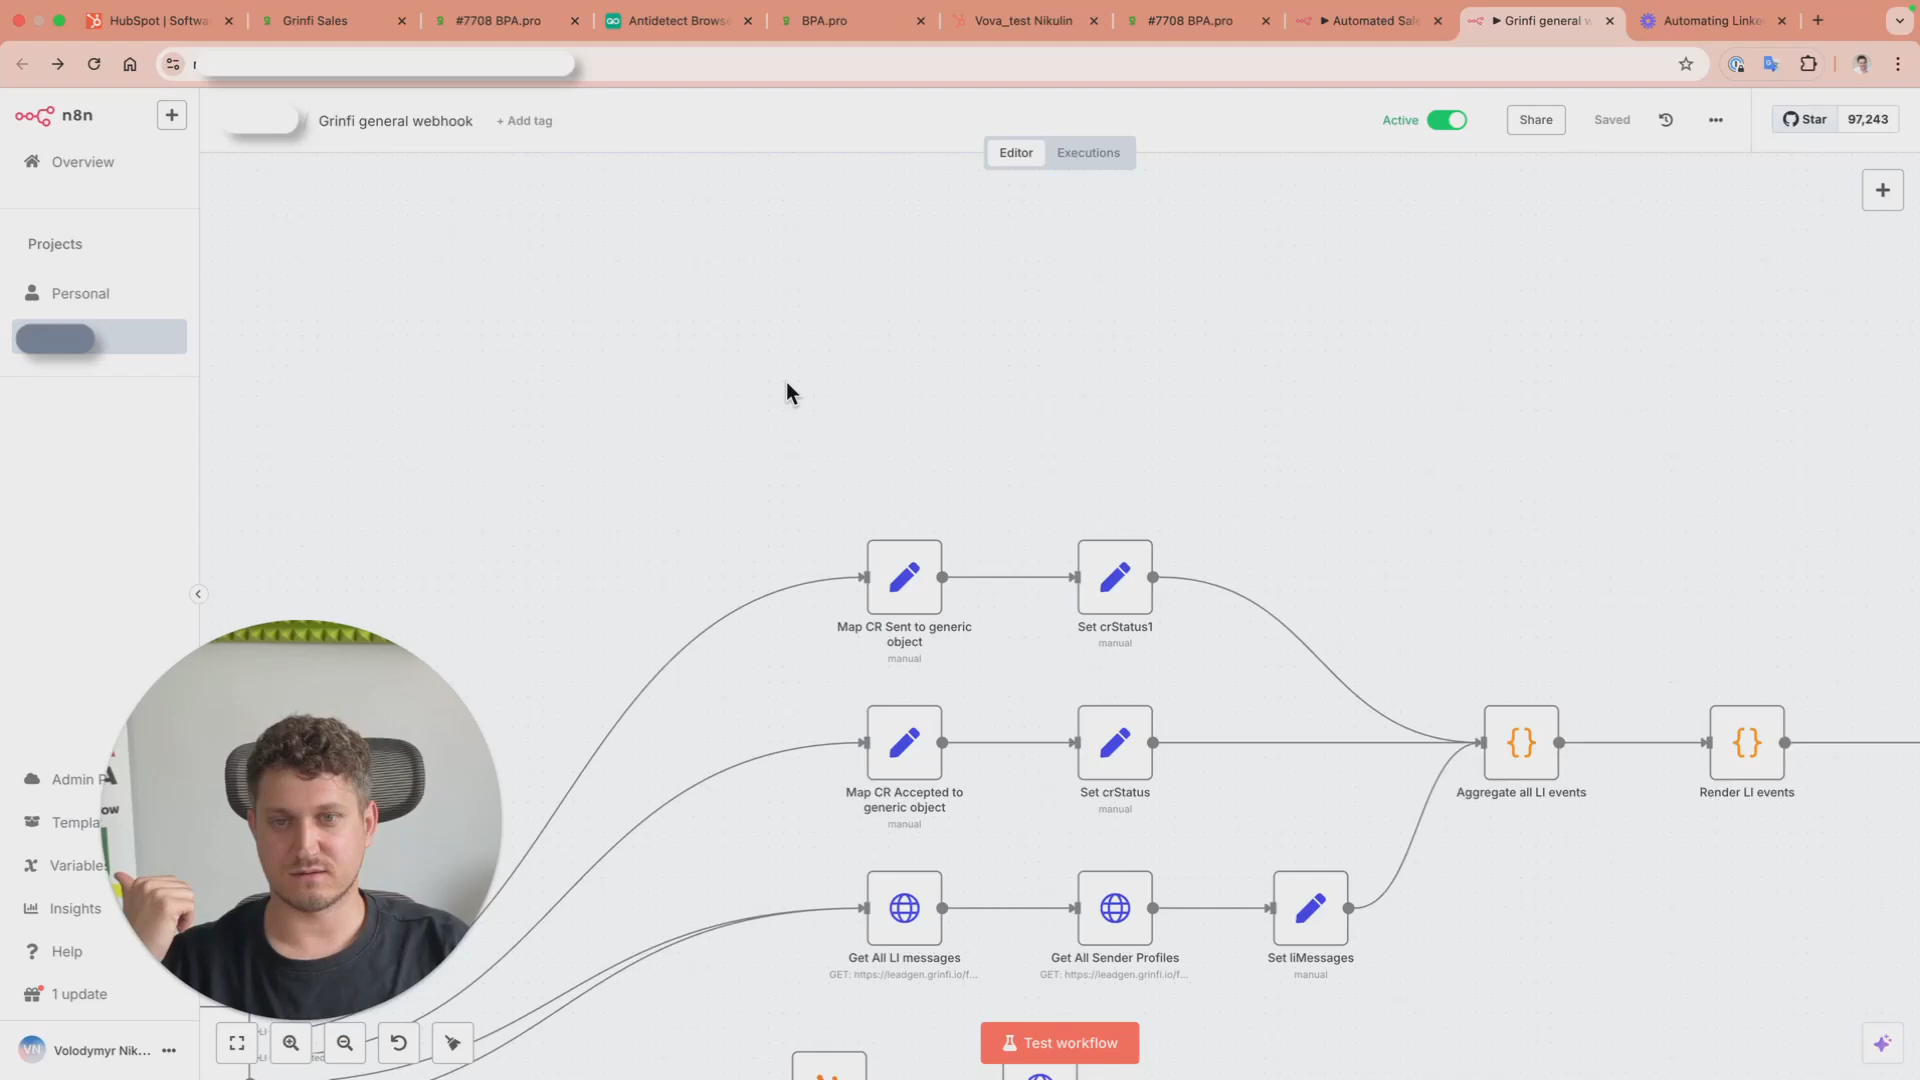 HubSpot | Softwa
Grinfi Sales
#7708 BPA.pro
Antidetect Browse
BPA.pro
Vova_test Nikulin
#7708 BPA.pro
Automated Sal
Grinfi general w
Automating Linke
n8n
Grinfi general webhook
+ Add tag
Active
Share
Saved
Star
97,243
Editor
Executions
Overview
Projects
Personal
Map CR Sent to generic
object
manual
Set crStatus1
manual
Map CR Accepted to
generic object
manual
Set crStatus
manual
Aggregate all LI events
Render LI events
Get All LI messages
GET: https://leadgen.grinfi.io/f...
Get All Sender Profiles
GET: https://leadgen.grinfi.io/f...
Set liMessages
manual
Admin P
Templa
Variables
Insights
Help
1 update
VN
Volodymyr Nik...
Test workflow